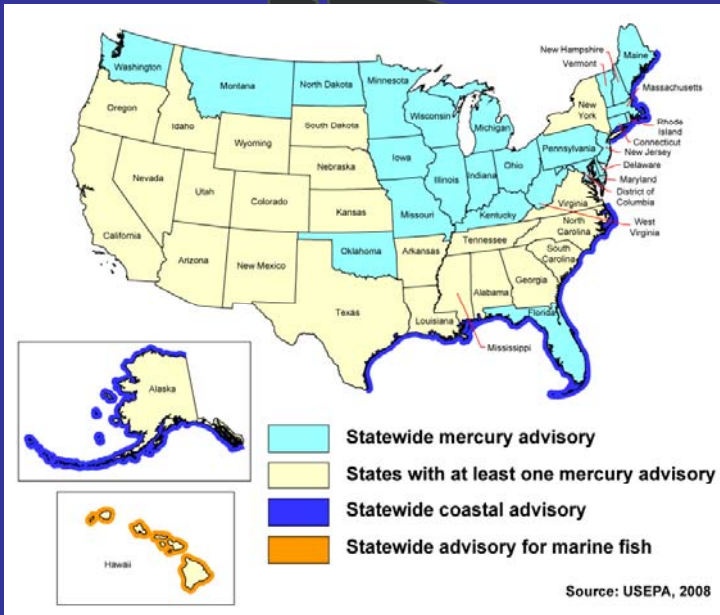 New Hampshire
Vermont
Maine
Washington
Montana
North Dakota
Minnesota
Massachusetts
Oregon
Idaho
Wisconsin
New
York
South Dakota
Michigan
Rhode
Island
Wyoming
Connecticut
New Jersey
Iowa
Pennsylvania
Nebraska
Delaware
Ohio
Illinois
Indiana
Maryland
Nevada
Utah
District of
Columbia
Colorado
Virginia
West
Virginia
Kansas
Missouri
Kentucky
California
North
Carolina
Tennessee
Oklahoma
Arkansas
South
Carolina
Arizona
New Mexico
Georgia
Alabama
Texas
Florida
Louisiana
Mississippi
Alaska
Hawaii
Statewide mercury advisory
States with at least one mercury advisory
Statewide coastal advisory
Statewide advisory for marine fish
Source: USEPA, 2008